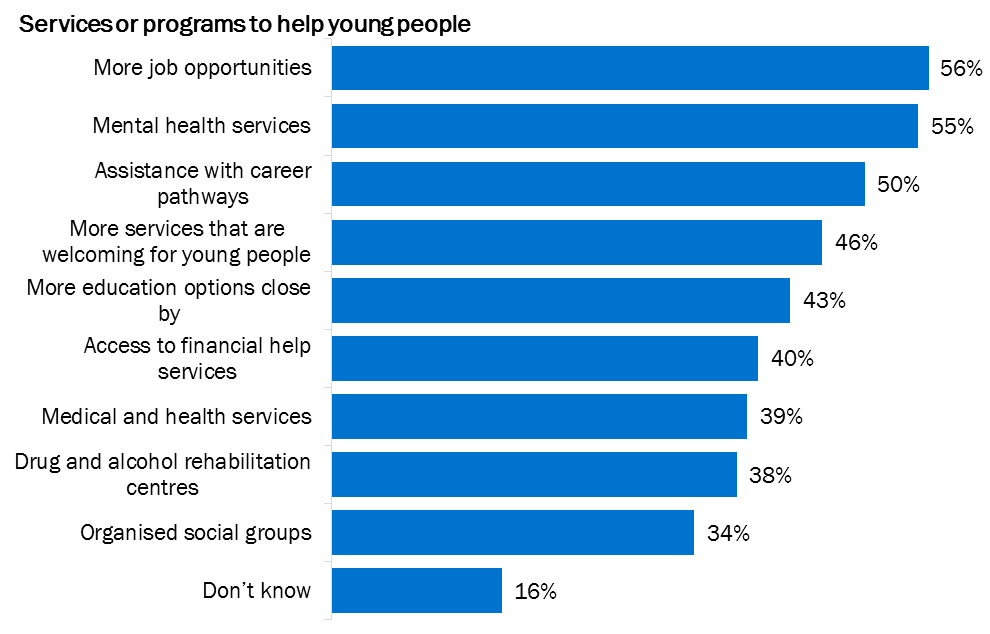 Services or programs to help young people
More job opportunities
56%
Mental health services
55%
Assistance with career
pathways
50%
More services that are
welcoming for young people
46%
More education options close
by
43%
Access to financial help
services
40%
Medical and health services
39%
Drug and alcohol rehabilitation
centres
38%
Organised social groups
34%
Don’t know
16%